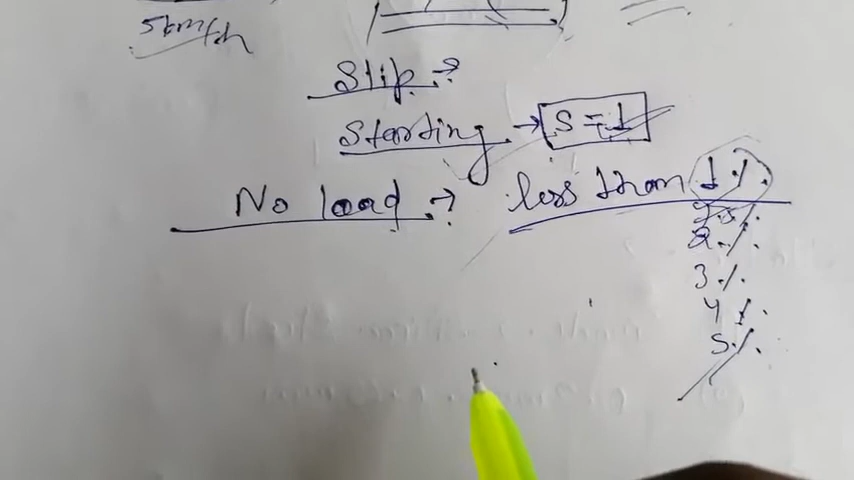 Slip →
Starting → S = 1
No load → less than 1%
2%
3%
4%
5%